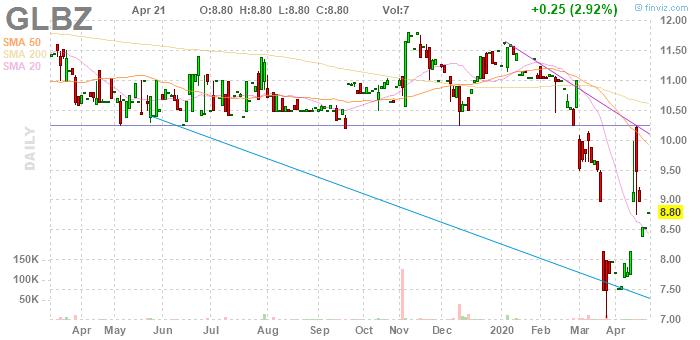 GLBZ
Apr 21 O:8.80 H:8.80 L:8.80 C:8.80 Vol:7 +0.25 (2.92%)
© finviz.com
SMA 50
SMA 200
SMA 20
DAILY
12.00
11.50
11.00
10.50
10.00
9.50
9.00
8.80
8.50
8.00
7.50
7.00
150K
100K
50K
Apr May Jun Jul Aug Sep Oct Nov Dec 2020 Feb Mar Apr